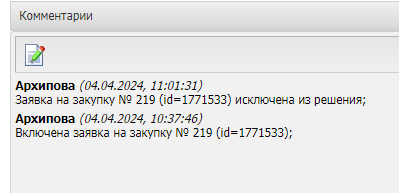 Комментарии
Архипова (04.04.2024, 11:01:31)
Заявка на закупку № 219 (id=1771533) исключена из решения;
Архипова (04.04.2024, 10:37:46)
Включена заявка на закупку № 219 (id=1771533);